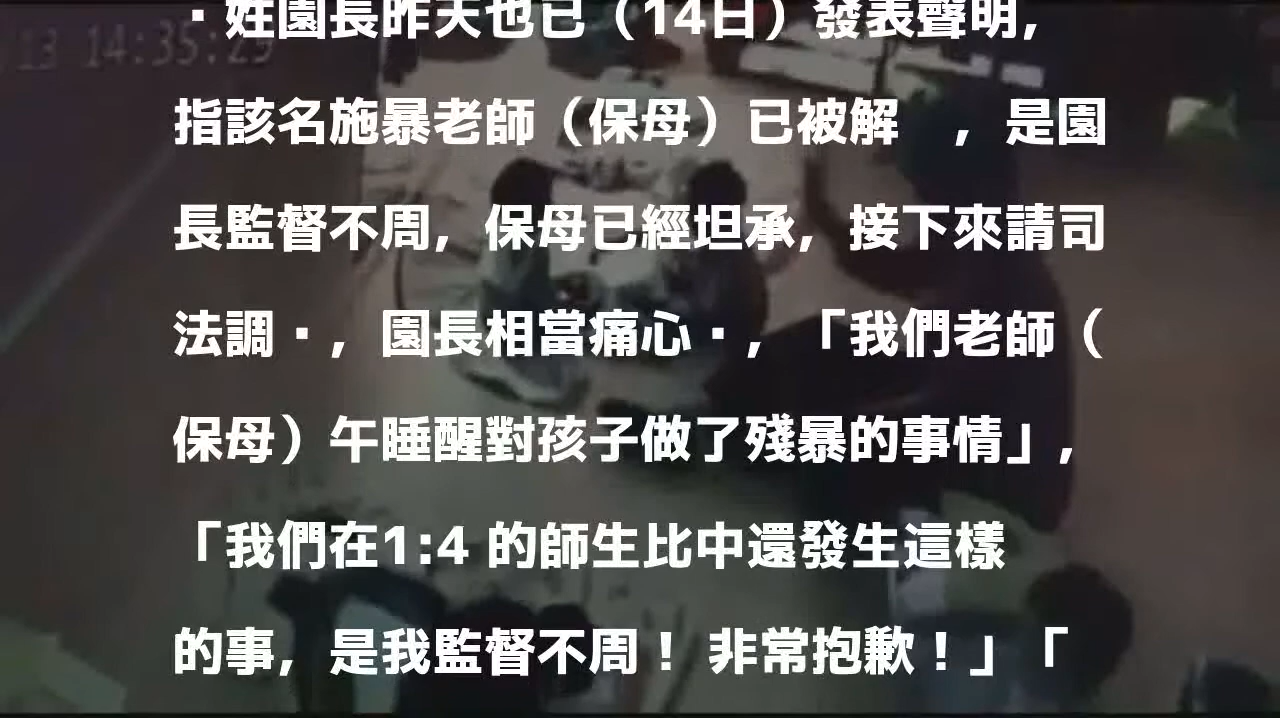 ▪姓園長昨天也已（14日）發表聲明，
13 14:35:29
指該名施暴老師（保母）已被解　，是園
長監督不周，保母已經坦承，接下來請司
法調▪，園長相當痛心▪，「我們老師（
保母）午睡醒對孩子做了殘暴的事情」，
「我們在1:4 的師生比中還發生這樣
的事，是我監督不周！ 非常抱歉！」「